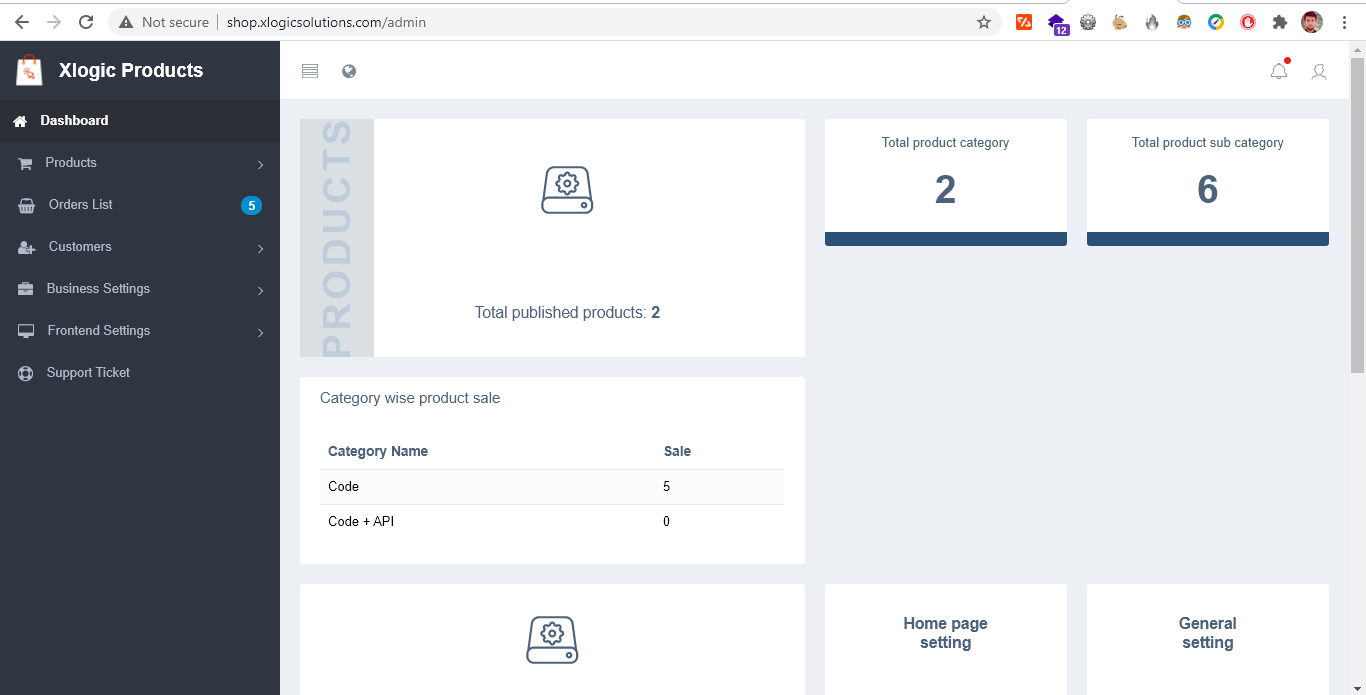 Not secure
shop.xlogicsolutions.com/admin
12
Xlogic Products
Dashboard
Products
Orders List
5
Customers
Business Settings
Frontend Settings
Support Ticket
PRODUCTS
Total published products: 2
Total product category
2
Total product sub category
6
Category wise product sale
Category Name Sale
Code 5
Code + API 0
Home page
setting
General
setting